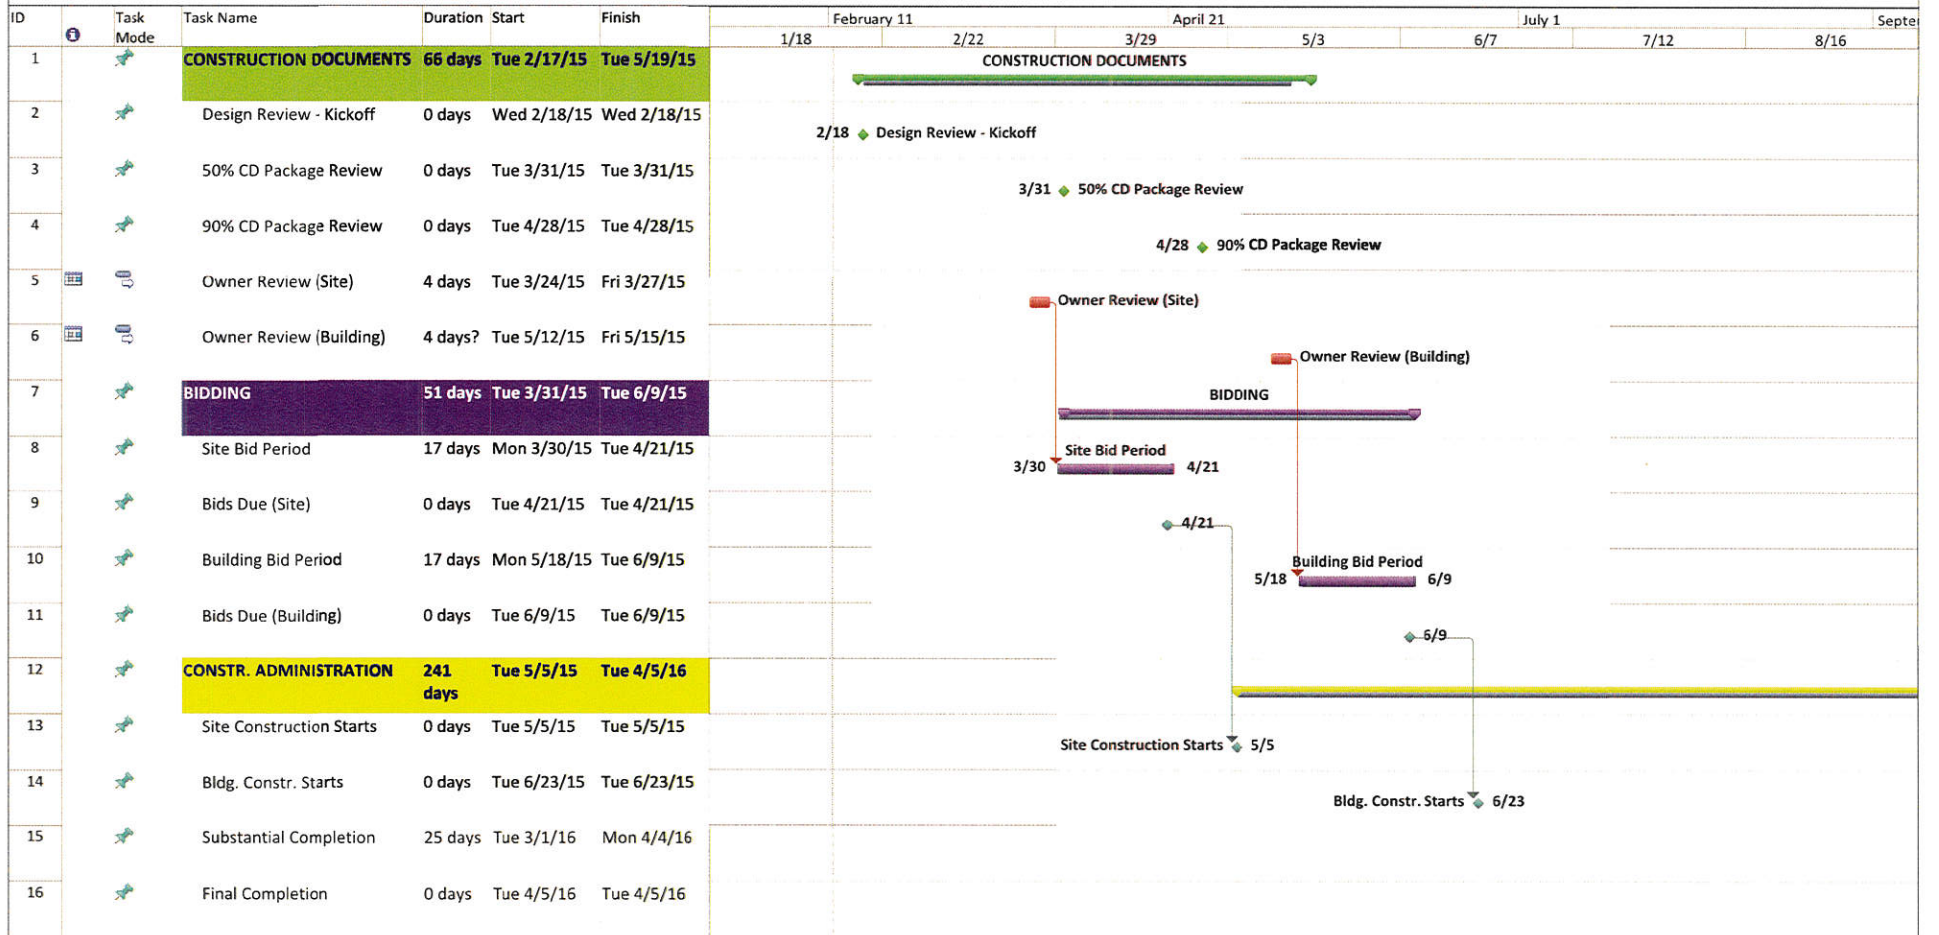 ID Task Mode Task Name Duration Start Finish
February 11 April 21 July 1 Septe
1/18 2/22 3/29 5/3 6/7 7/12 8/16
1 CONSTRUCTION DOCUMENTS 66 days Tue 2/17/15 Tue 5/19/15
CONSTRUCTION DOCUMENTS
2 Design Review - Kickoff 0 days Wed 2/18/15 Wed 2/18/15
2/18 Design Review - Kickoff
3 50% CD Package Review 0 days Tue 3/31/15 Tue 3/31/15
3/31 50% CD Package Review
4 90% CD Package Review 0 days Tue 4/28/15 Tue 4/28/15
4/28 90% CD Package Review
5 Owner Review (Site) 4 days Tue 3/24/15 Fri 3/27/15
Owner Review (Site)
6 Owner Review (Building) 4 days? Tue 5/12/15 Fri 5/15/15
Owner Review (Building)
7 BIDDING 51 days Tue 3/31/15 Tue 6/9/15
BIDDING
8 Site Bid Period 17 days Mon 3/30/15 Tue 4/21/15
Site Bid Period
3/30 4/21
9 Bids Due (Site) 0 days Tue 4/21/15 Tue 4/21/15
4/21
10 Building Bid Period 17 days Mon 5/18/15 Tue 6/9/15
Building Bid Period
5/18 6/9
11 Bids Due (Building) 0 days Tue 6/9/15 Tue 6/9/15
6/9
12 CONSTR. ADMINISTRATION 241 days Tue 5/5/15 Tue 4/5/16
13 Site Construction Starts 0 days Tue 5/5/15 Tue 5/5/15
Site Construction Starts 5/5
14 Bldg. Constr. Starts 0 days Tue 6/23/15 Tue 6/23/15
Bldg. Constr. Starts 6/23
15 Substantial Completion 25 days Tue 3/1/16 Mon 4/4/16
16 Final Completion 0 days Tue 4/5/16 Tue 4/5/16